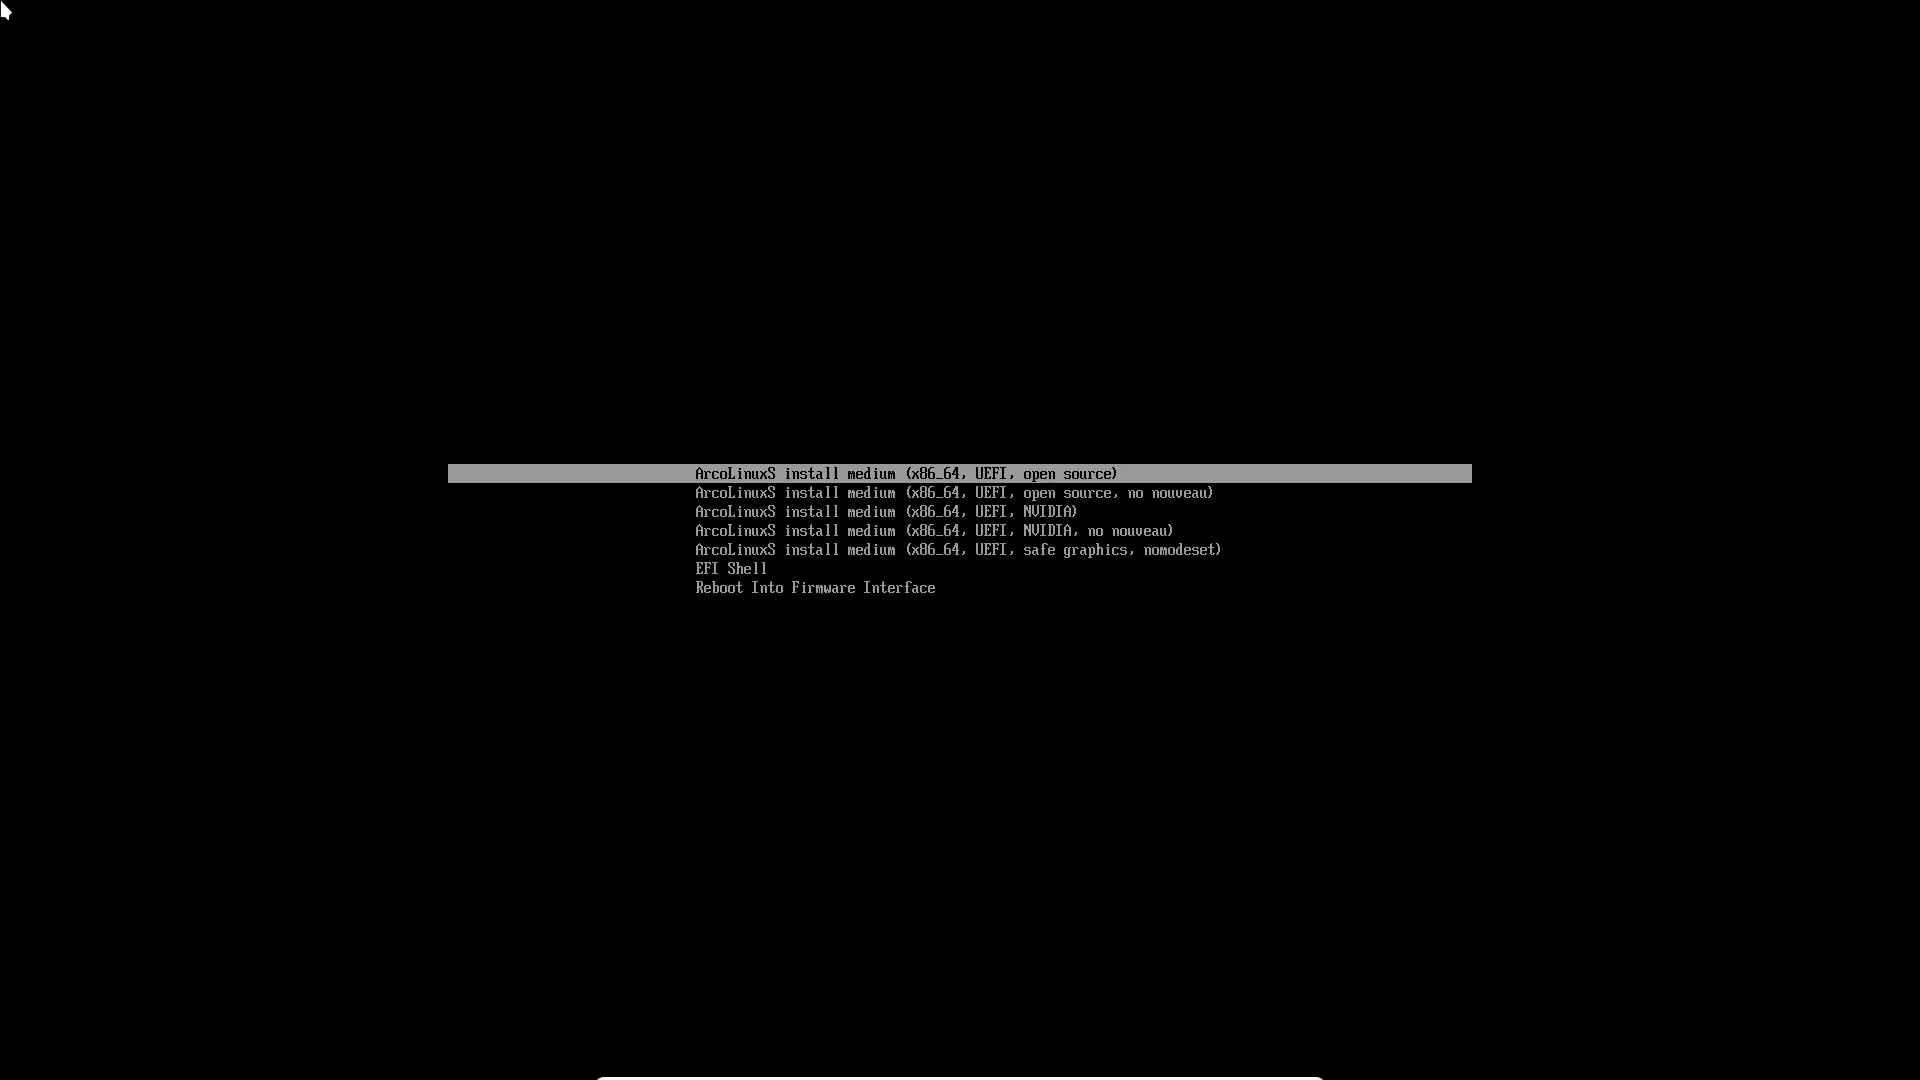 ArcoLinuxS install medium (x86_64, UEFI, open source)
ArcoLinuxS install medium (x86_64, UEFI, open source, no nouveau)
ArcoLinuxS install medium (x86_64, UEFI, NVIDIA)
ArcoLinuxS install medium (x86_64, UEFI, NVIDIA, no nouveau)
ArcoLinuxS install medium (x86_64, UEFI, safe graphics, nomodeset)
EFI Shell
Reboot Into Firmware Interface